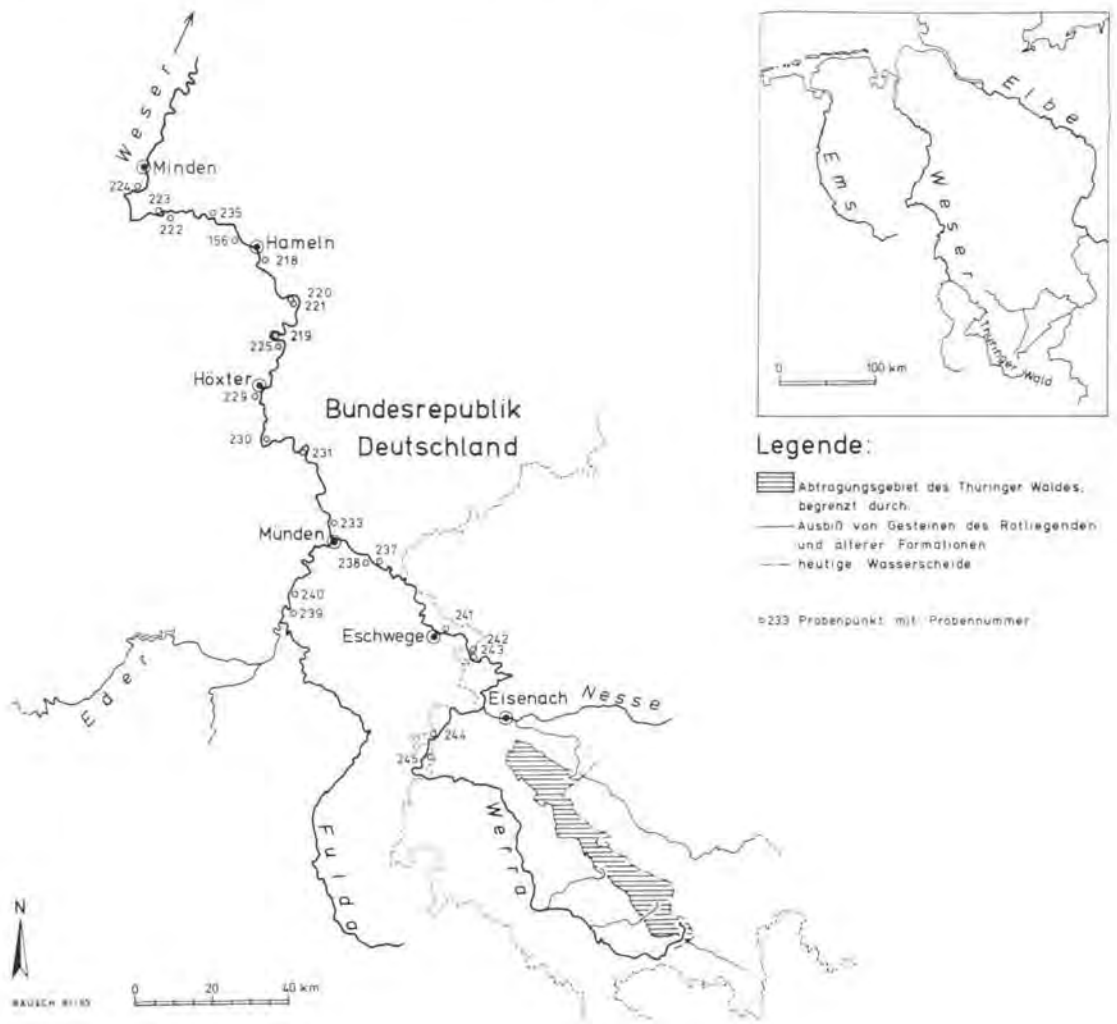 Weser
Minden
224
223
222
235
156
Hameln
218
220
221
219
225
Höxter
229
230
231
Bundesrepublik
Deutschland
233
Münden
238
237
240
239
241
Eschwege
242
243
Eder
Eisenach
Nesse
244
245
Werra
Fulda
N
0 20 40 km
Elbe
Ems
Weser
Thüringer Wald
0 100 km
Legende:
Abtragungsgebiet des Thüringer Waldes,
begrenzt durch:
Ausbiß von Gesteinen des Rotliegenden
und älterer Formationen
heutige Wasserscheide
233 Probenpunkt mit Probennummer